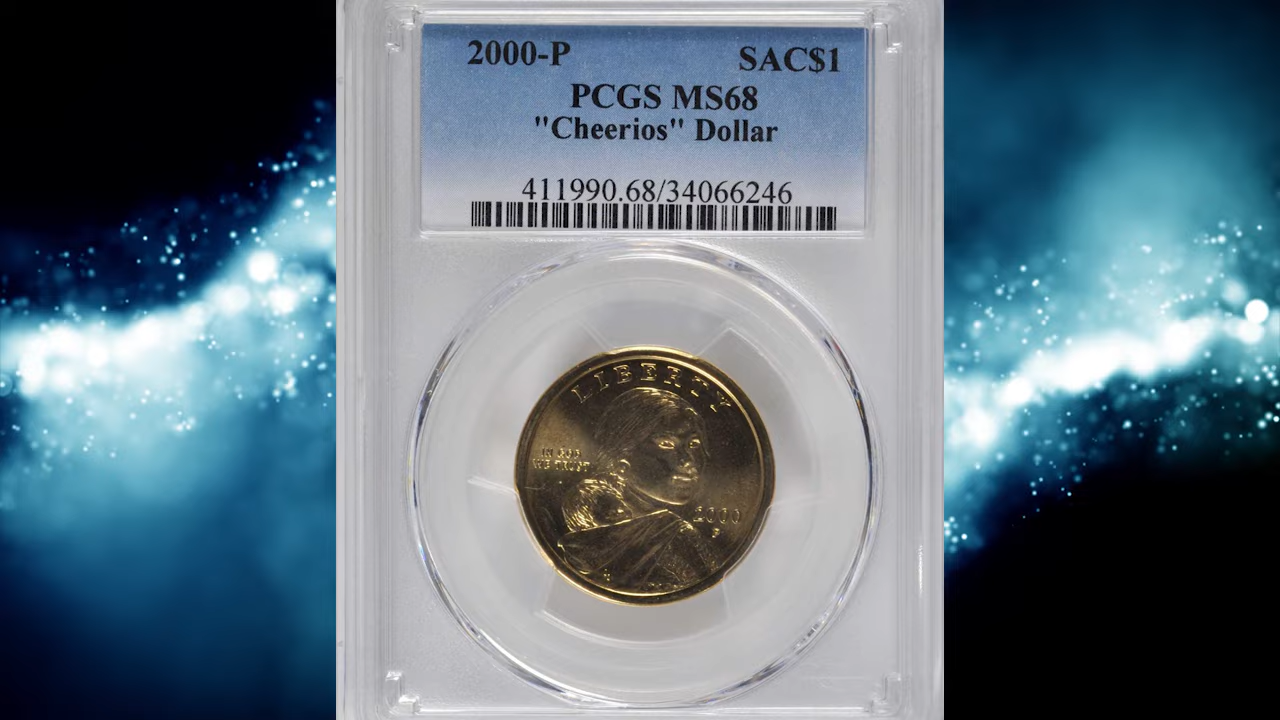 2000-P SAC$1
PCGS MS68
"Cheerios" Dollar
411990.68/34066246
LIBERTY
IN GOD
WE TRUST
2000
P